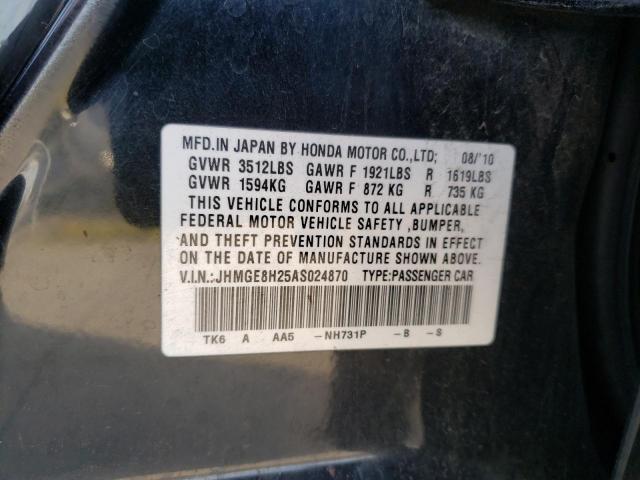 MFD.IN JAPAN BY HONDA MOTOR CO.,LTD; 08/'10
GVWR 3512LBS GAWR F 1921LBS R 1619LBS
GVWR 1594KG GAWR F 872 KG R 735 KG
THIS VEHICLE CONFORMS TO ALL APPLICABLE
FEDERAL MOTOR VEHICLE SAFETY ,BUMPER,
AND THEFT PREVENTION STANDARDS IN EFFECT
ON THE DATE OF MANUFACTURE SHOWN ABOVE.
V.I.N.:JHMGE8H25AS024870 TYPE:PASSENGER CAR
TK6 A AA5 -NH731P -B -S